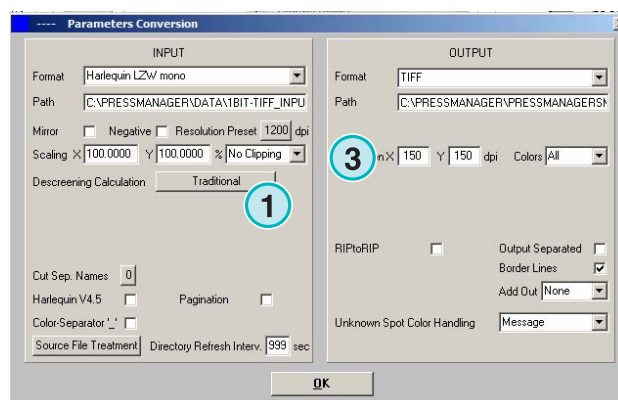 ---- Parameters Conversion
INPUT
Format Harlequin LZW mono
Path C:\PRESSMANAGER\DATA\1BIT-TIFF_INPU
Mirror Negative Resolution Preset 1200 dpi
Scaling X 100.0000 Y 100.0000 % No Clipping
Descreening Calculation Traditional
1
Cut Sep. Names 0
Harlequin V4.5 Pagination
Color-Separator '_'
Source File Treatment Directory Refresh Interv. 999 sec
OUTPUT
Format TIFF
Path C:\PRESSMANAGER\PRESSMANAGERSM
3 n X 150 Y 150 dpi Colors All
RIPtoRIP Output Separated
Border Lines
Add Out None
Unknown Spot Color Handling Message
OK